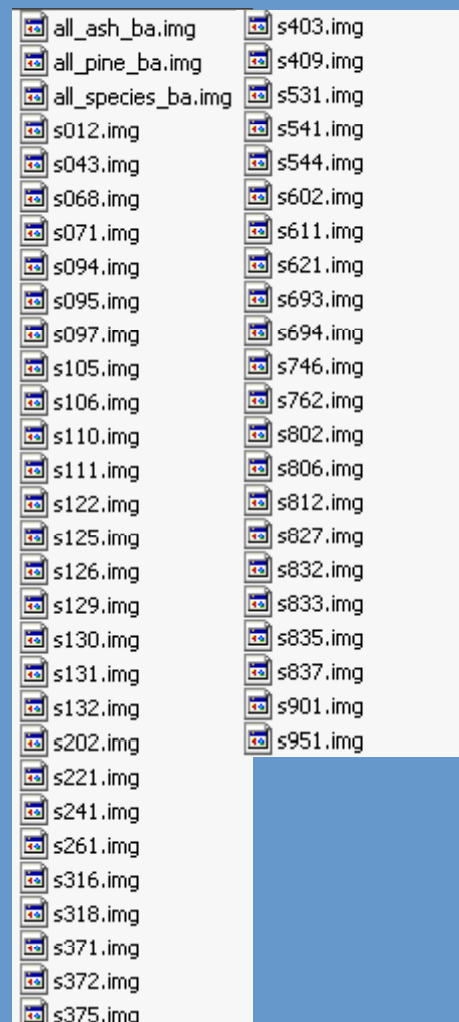 all_ash_ba.img
all_pine_ba.img
all_species_ba.img
s012.img
s043.img
s068.img
s071.img
s094.img
s095.img
s097.img
s105.img
s106.img
s110.img
s111.img
s122.img
s125.img
s126.img
s129.img
s130.img
s131.img
s132.img
s202.img
s221.img
s241.img
s261.img
s316.img
s318.img
s371.img
s372.img
s375.img
s403.img
s409.img
s531.img
s541.img
s544.img
s602.img
s611.img
s621.img
s693.img
s694.img
s746.img
s762.img
s802.img
s806.img
s812.img
s827.img
s832.img
s833.img
s835.img
s837.img
s901.img
s951.img